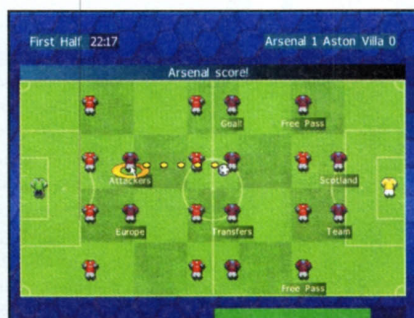 First Half 22:17 Arsenal 1 Aston Villa 0
Arsenal score!
Goal! Free Pass
Attackers Scotland
Europe Transfers Team
Free Pass